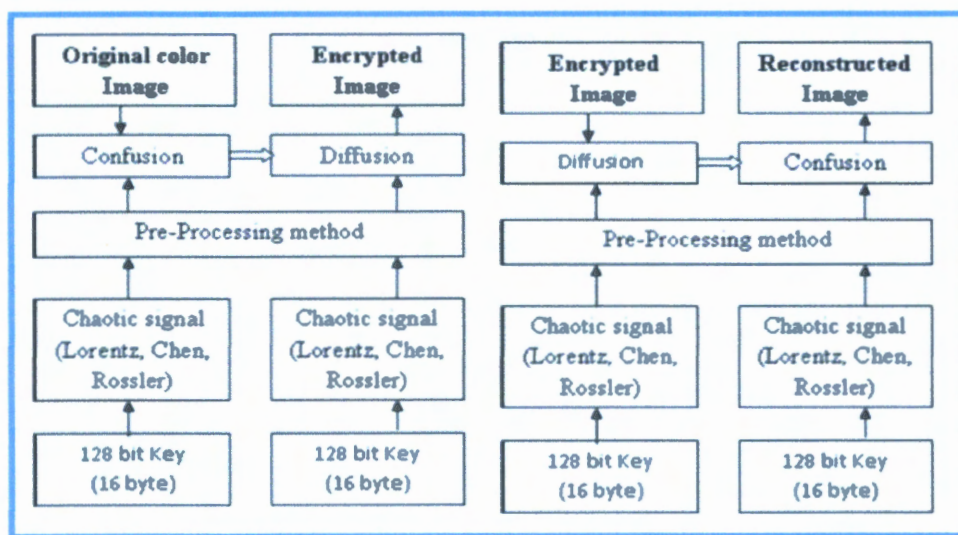 Original color
Image
Encrypted
Image
Confusion
Diffusion
Pre-Processing method
Chaotic signal
(Lorentz, Chen,
Rossler)
Chaotic signal
(Lorentz, Chen,
Rossler)
128 bit Key
(16 byte)
128 bit Key
(16 byte)
Encrypted
Image
Reconstructed
Image
Diffusion
Confusion
Pre-Processing method
Chaotic signal
(Lorentz, Chen,
Rossler)
Chaotic signal
(Lorentz, Chen,
Rossler)
128 bit Key
(16 byte)
128 bit Key
(16 byte)